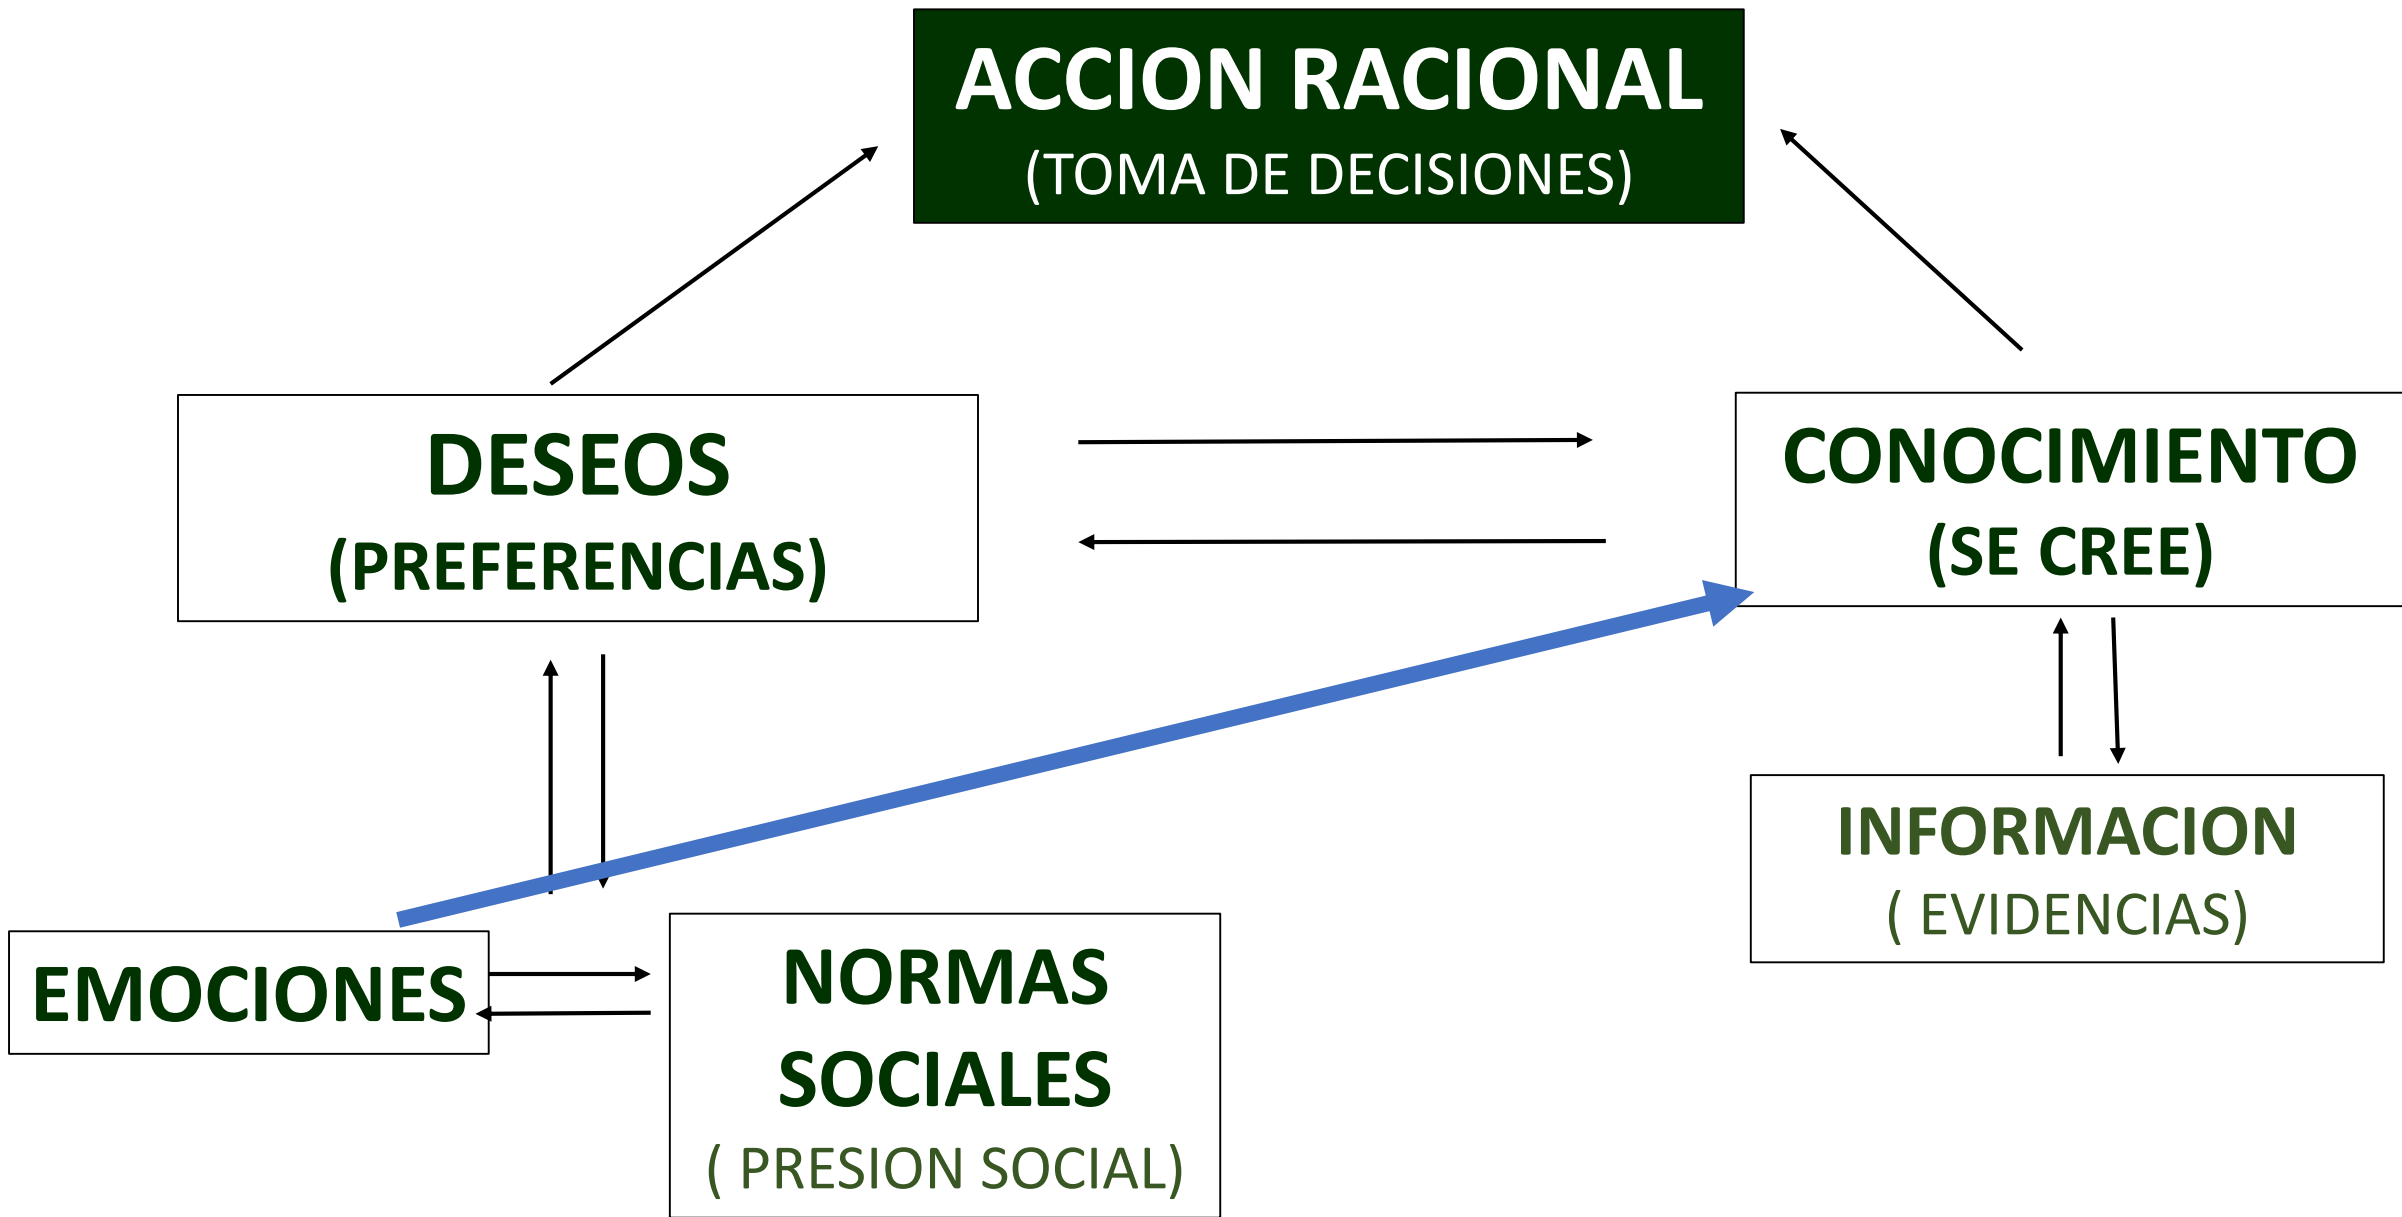 ACCION RACIONAL
(TOMA DE DECISIONES)
DESEOS
(PREFERENCIAS)
CONOCIMIENTO
(SE CREE)
INFORMACION
( EVIDENCIAS)
EMOCIONES
NORMAS
SOCIALES
( PRESION SOCIAL)